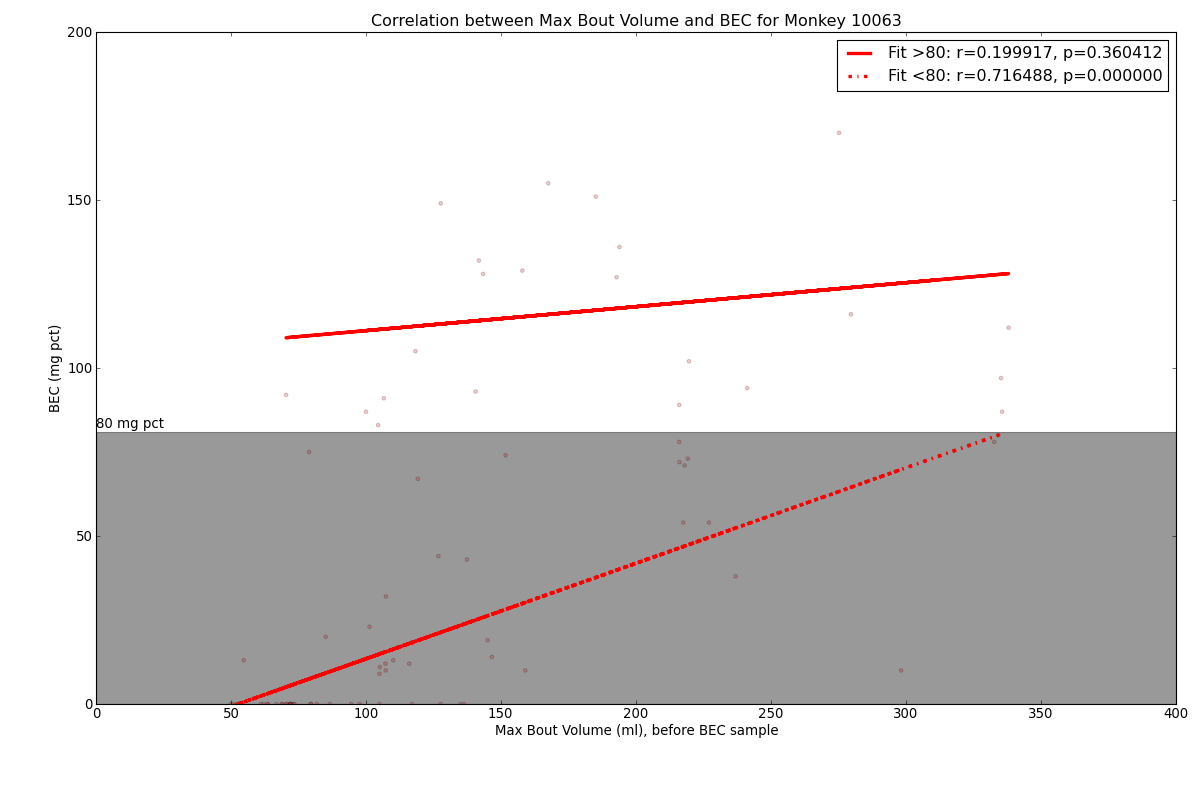 Correlation between Max Bout Volume and BEC for Monkey 10063
200
Fit >80: r=0.199917, p=0.360412
Fit <80: r=0.716488, p=0.000000
150
100
BEC (mg pct)
80 mg pct
50
0
0 50 100 150 200 250 300 350 400
Max Bout Volume (ml), before BEC sample